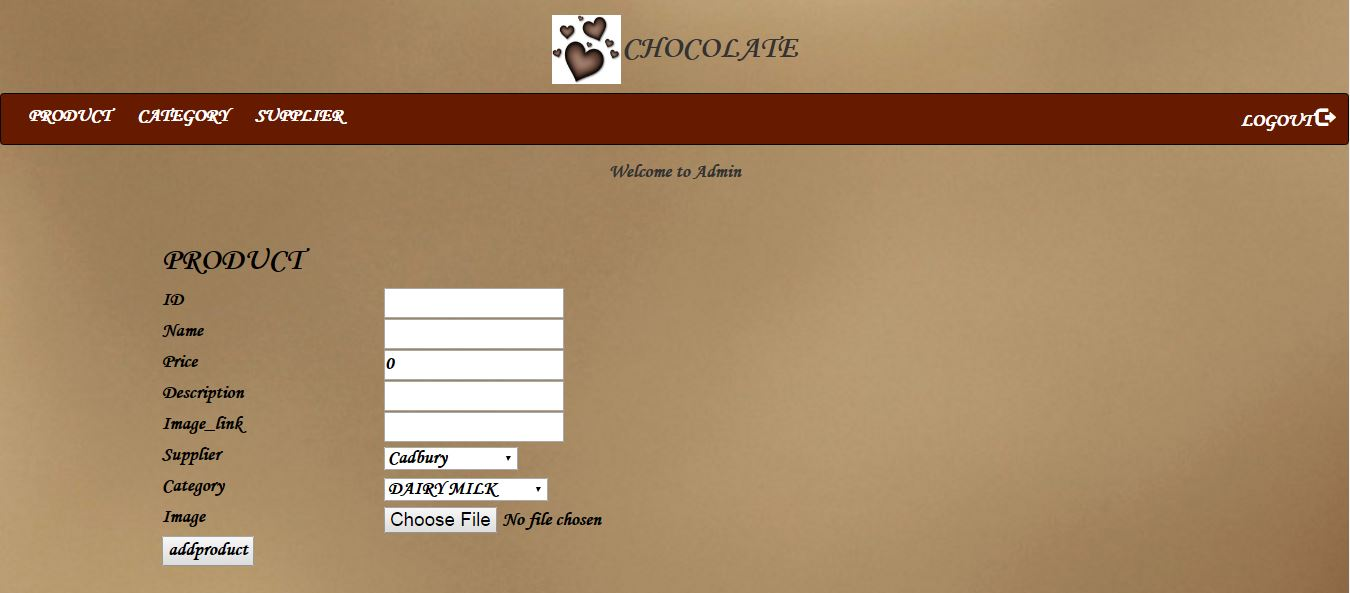 CHOCOLATE
PRODUCT CATEGORY SUPPLIER LOGOUT
Welcome to Admin
PRODUCT
ID
Name
Price 0
Description
Image_link
Supplier Cadbury
Category DAIRY MILK
Image Choose File No file chosen
addproduct